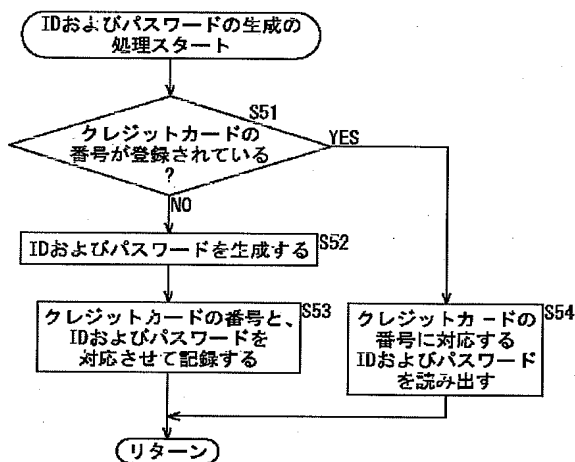 IDおよびパスワードの生成の
処理スタート
S51
クレジットカードの
番号が登録されている
?
YES
NO
IDおよびパスワードを生成する
S52
クレジットカードの番号と、
IDおよびパスワードを
対応させて記録する
S53
クレジットカードの
番号に対応する
IDおよびパスワード
を読み出す
S54
リターン